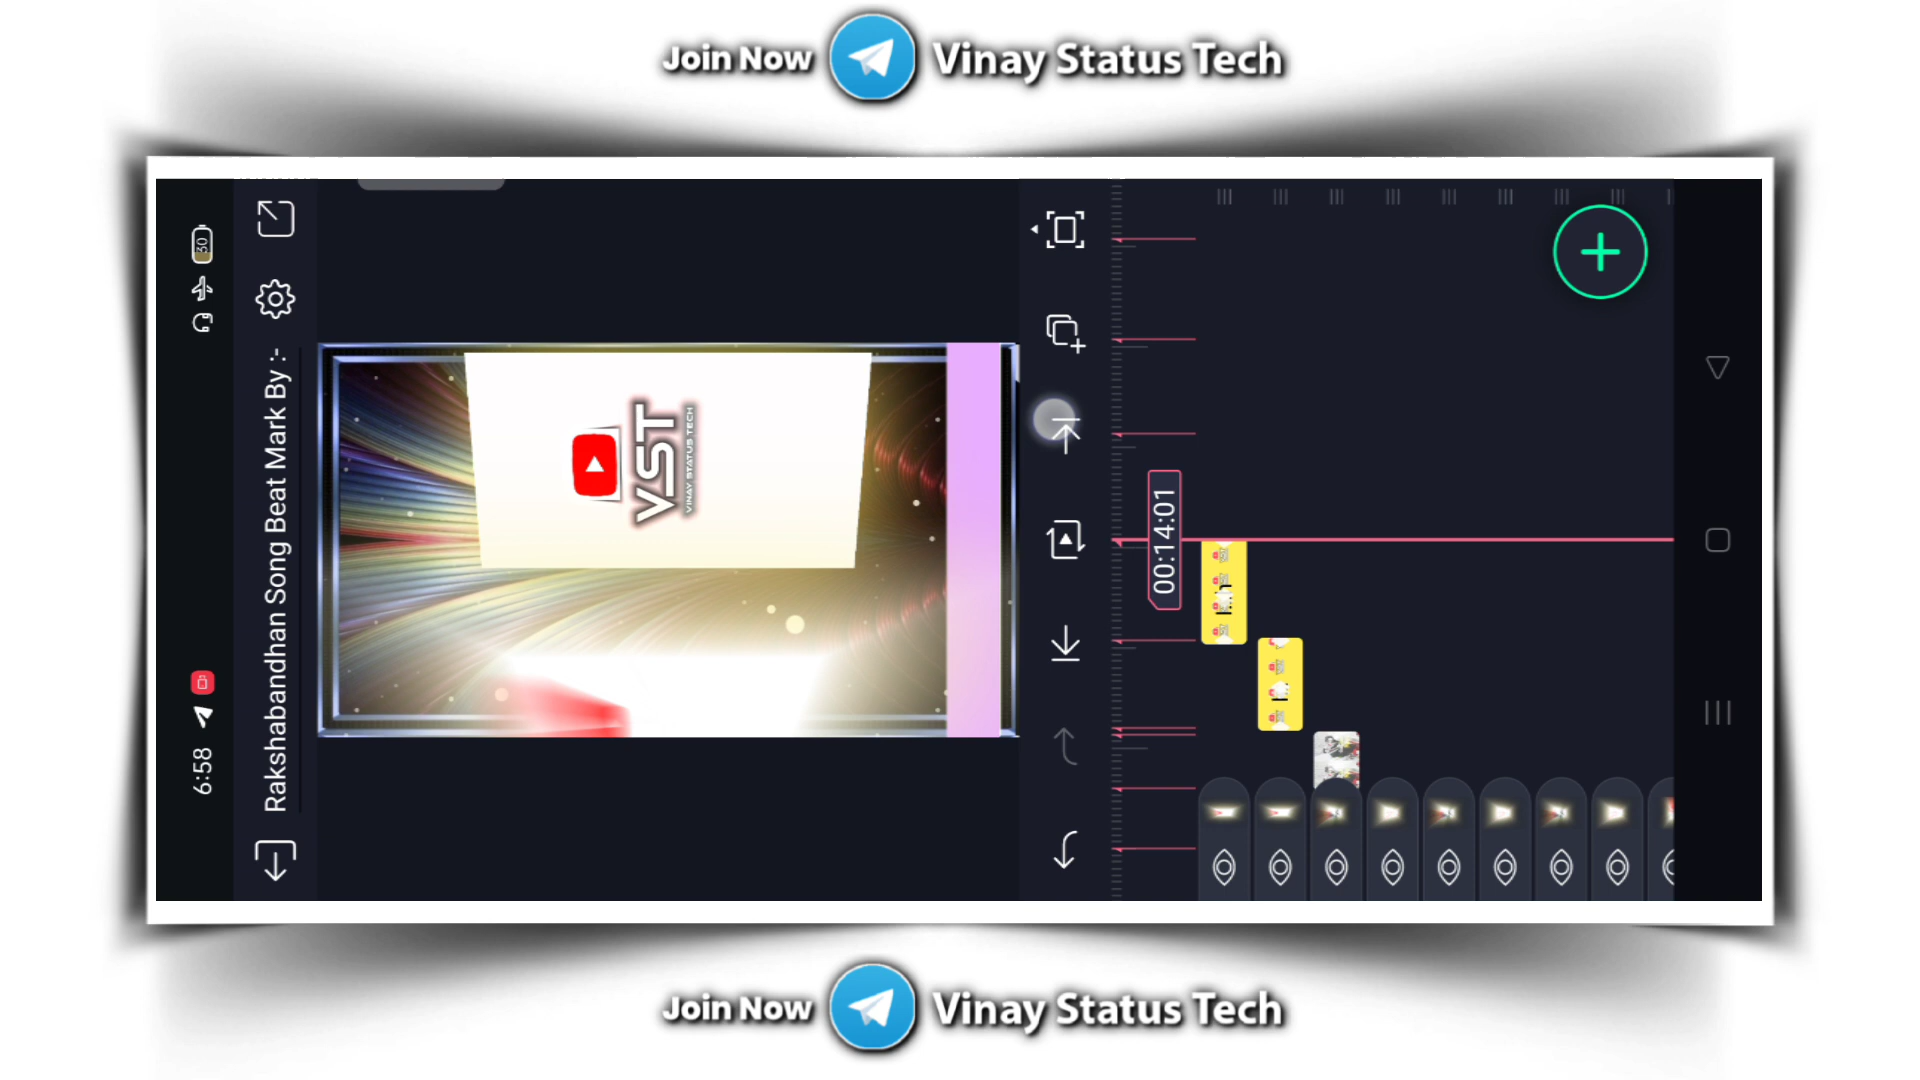 Join Now Vinay Status Tech
6:58
30
Rakshabandhan Song Beat Mark By :-
VST
VINAY STATUS TECH
00:14:01
Join Now Vinay Status Tech